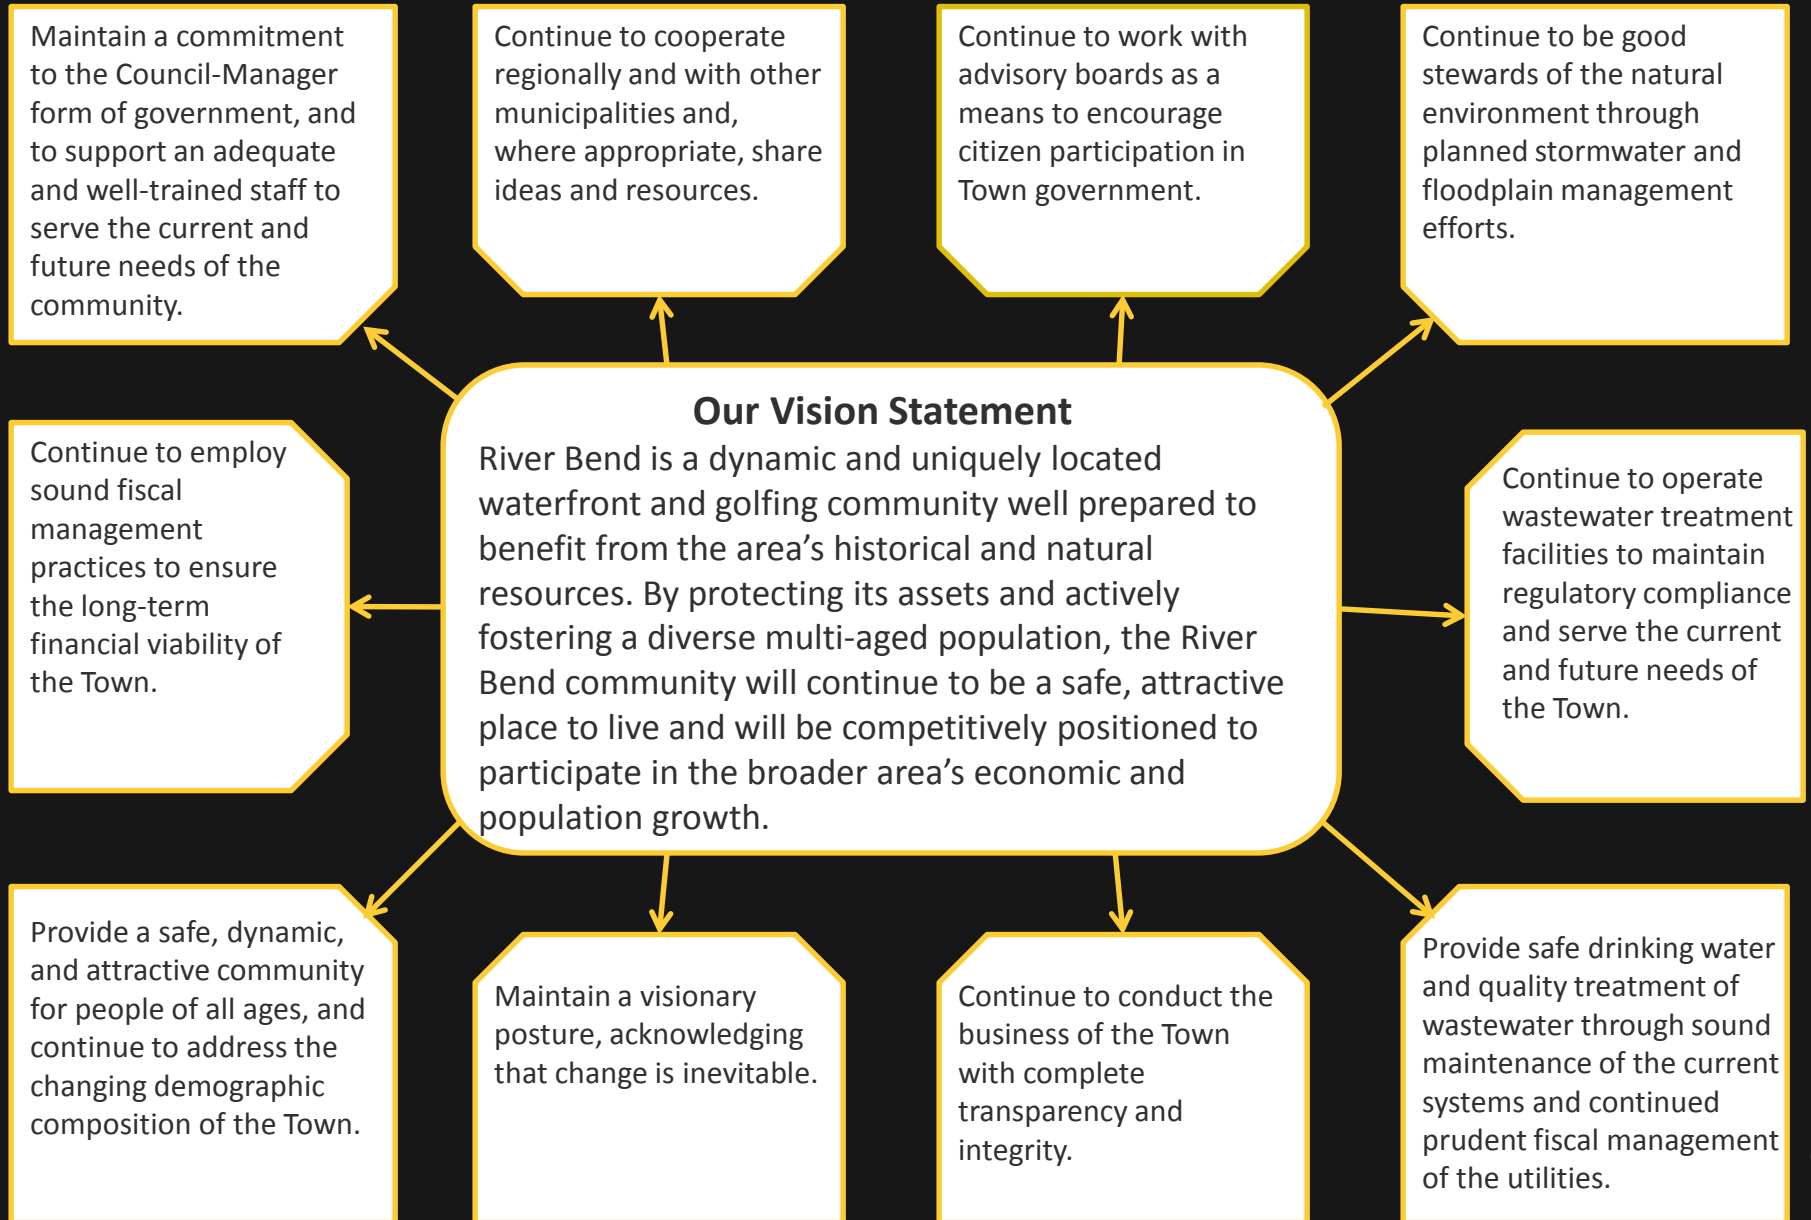 Maintain a commitment
to the Council-Manager
form of government, and
to support an adequate
and well-trained staff to
serve the current and
future needs of the
community.
Continue to cooperate
regionally and with other
municipalities and,
where appropriate, share
ideas and resources.
Continue to work with
advisory boards as a
means to encourage
citizen participation in
Town government.
Continue to be good
stewards of the natural
environment through
planned stormwater and
floodplain management
efforts.
Continue to employ
sound fiscal
management
practices to ensure
the long-term
financial viability of
the Town.
Our Vision Statement
River Bend is a dynamic and uniquely located
waterfront and golfing community well prepared to
benefit from the area’s historical and natural
resources. By protecting its assets and actively
fostering a diverse multi-aged population, the River
Bend community will continue to be a safe, attractive
place to live and will be competitively positioned to
participate in the broader area’s economic and
population growth.
Continue to operate
wastewater treatment
facilities to maintain
regulatory compliance
and serve the current
and future needs of
the Town.
Provide a safe, dynamic,
and attractive community
for people of all ages, and
continue to address the
changing demographic
composition of the Town.
Maintain a visionary
posture, acknowledging
that change is inevitable.
Continue to conduct the
business of the Town
with complete
transparency and
integrity.
Provide safe drinking water
and quality treatment of
wastewater through sound
maintenance of the current
systems and continued
prudent fiscal management
of the utilities.